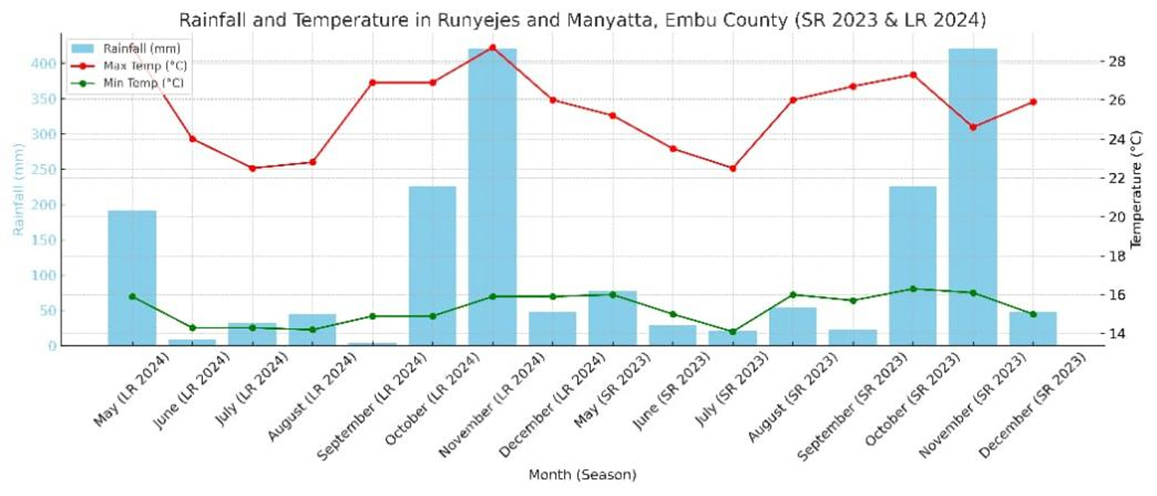 Rainfall and Temperature in Runyejes and Manyatta, Embu County (SR 2023 & LR 2024)
Rainfall (mm)
Max Temp (°C)
Min Temp (°C)
400
350
300
250
200
150
100
50
0
Rainfall (mm)
28
26
24
22
20
18
16
14
Temperature (°C)
May (LR 2024)
June (LR 2024)
July (LR 2024)
August (LR 2024)
September (LR 2024)
October (LR 2024)
November (LR 2024)
December (LR 2024)
May (SR 2023)
June (SR 2023)
July (SR 2023)
August (SR 2023)
September (SR 2023)
October (SR 2023)
November (SR 2023)
December (SR 2023)
Month (Season)